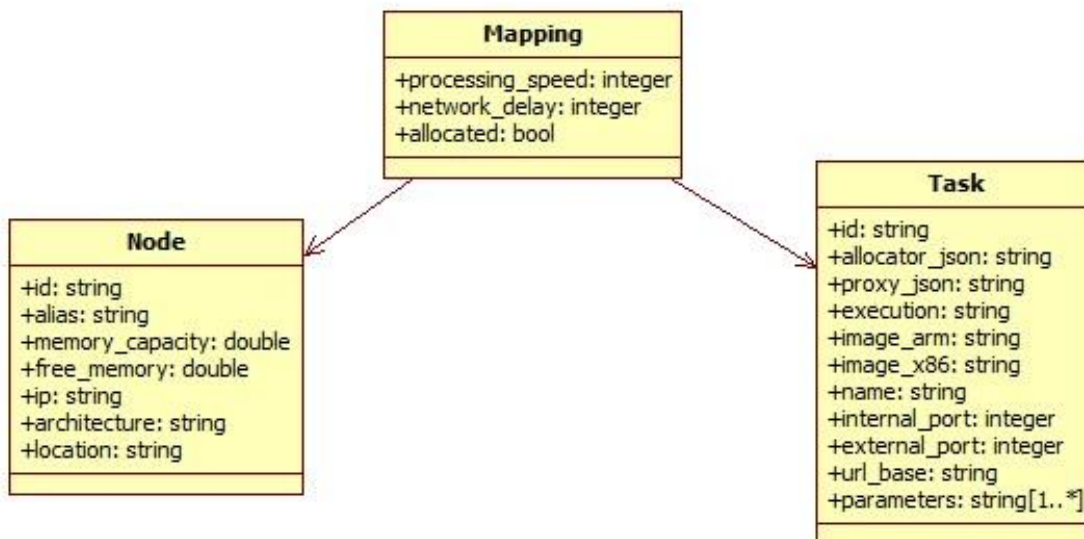 Mapping
+processing_speed: integer
+network_delay: integer
+allocated: bool
Node
+id: string
+alias: string
+memory_capacity: double
+free_memory: double
+ip: string
+architecture: string
+location: string
Task
+id: string
+allocator_json: string
+proxy_json: string
+execution: string
+image_arm: string
+image_x86: string
+name: string
+internal_port: integer
+external_port: integer
+url_base: string
+parameters: string[1..*]